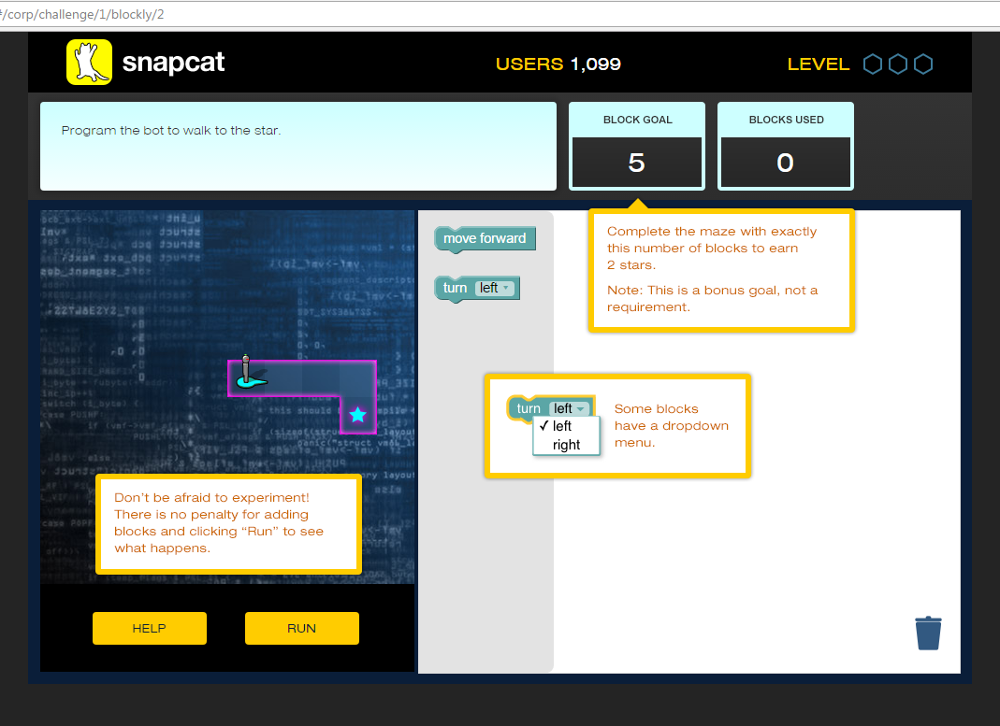 #/corp/challenge/1/blockly/2
snapcat
USERS 1,099
LEVEL
Program the bot to walk to the star.
BLOCK GOAL
5
BLOCKS USED
0
Complete the maze with exactly
this number of blocks to earn
2 stars.
Note: This is a bonus goal, not a
requirement.
move forward
turn left
turn left
✓ left
right
Some blocks
have a dropdown
menu.
Don't be afraid to experiment!
There is no penalty for adding
blocks and clicking “Run” to see
what happens.
HELP
RUN